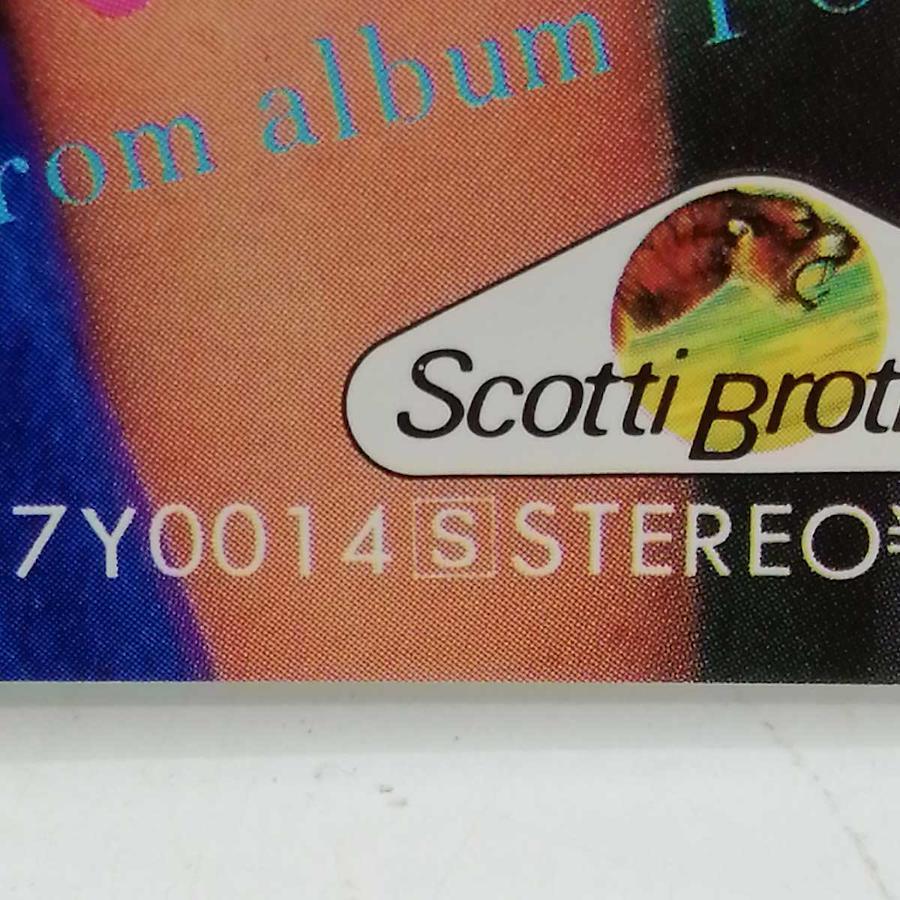 rom album
Scotti Brot
7Y0014 S STEREO